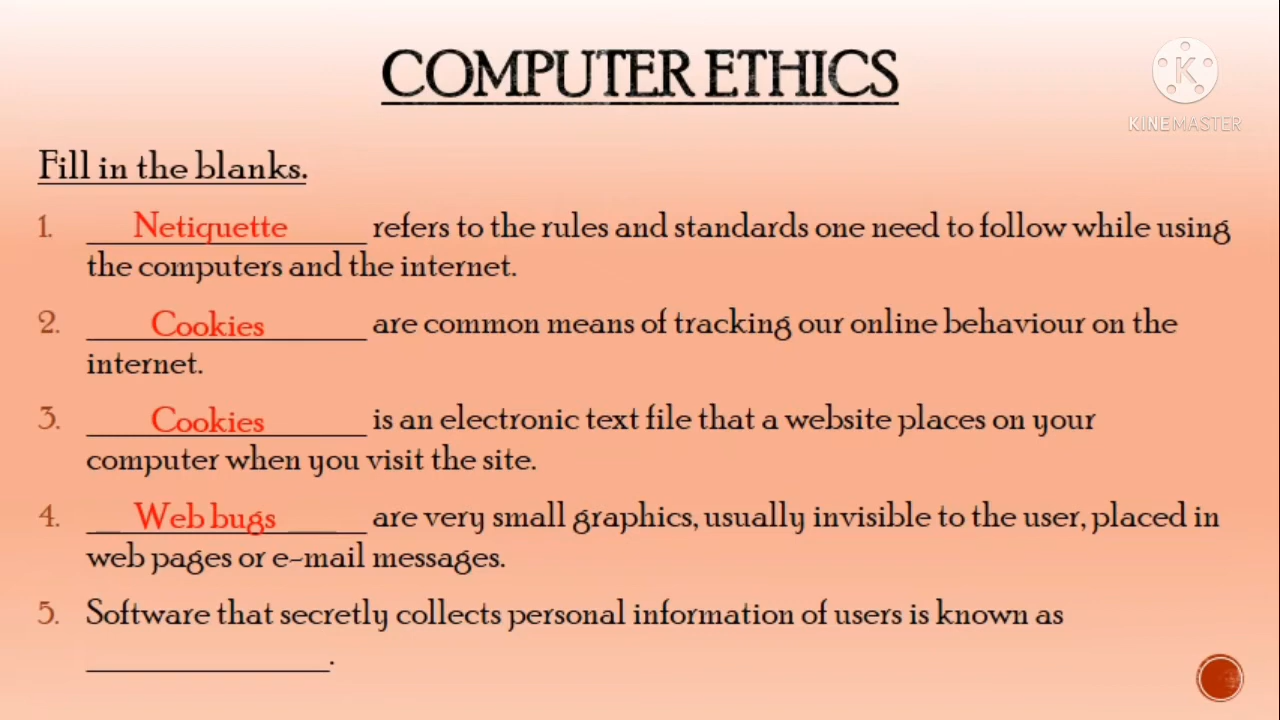 COMPUTER ETHICS
K
KINEMASTER
Fill in the blanks.
1. Netiquette refers to the rules and standards one need to follow while using
the computers and the internet.
2. Cookies are common means of tracking our online behaviour on the
internet.
3. Cookies is an electronic text file that a website places on your
computer when you visit the site.
4. Web bugs are very small graphics, usually invisible to the user, placed in
web pages or e-mail messages.
5. Software that secretly collects personal information of users is known as
_______________.